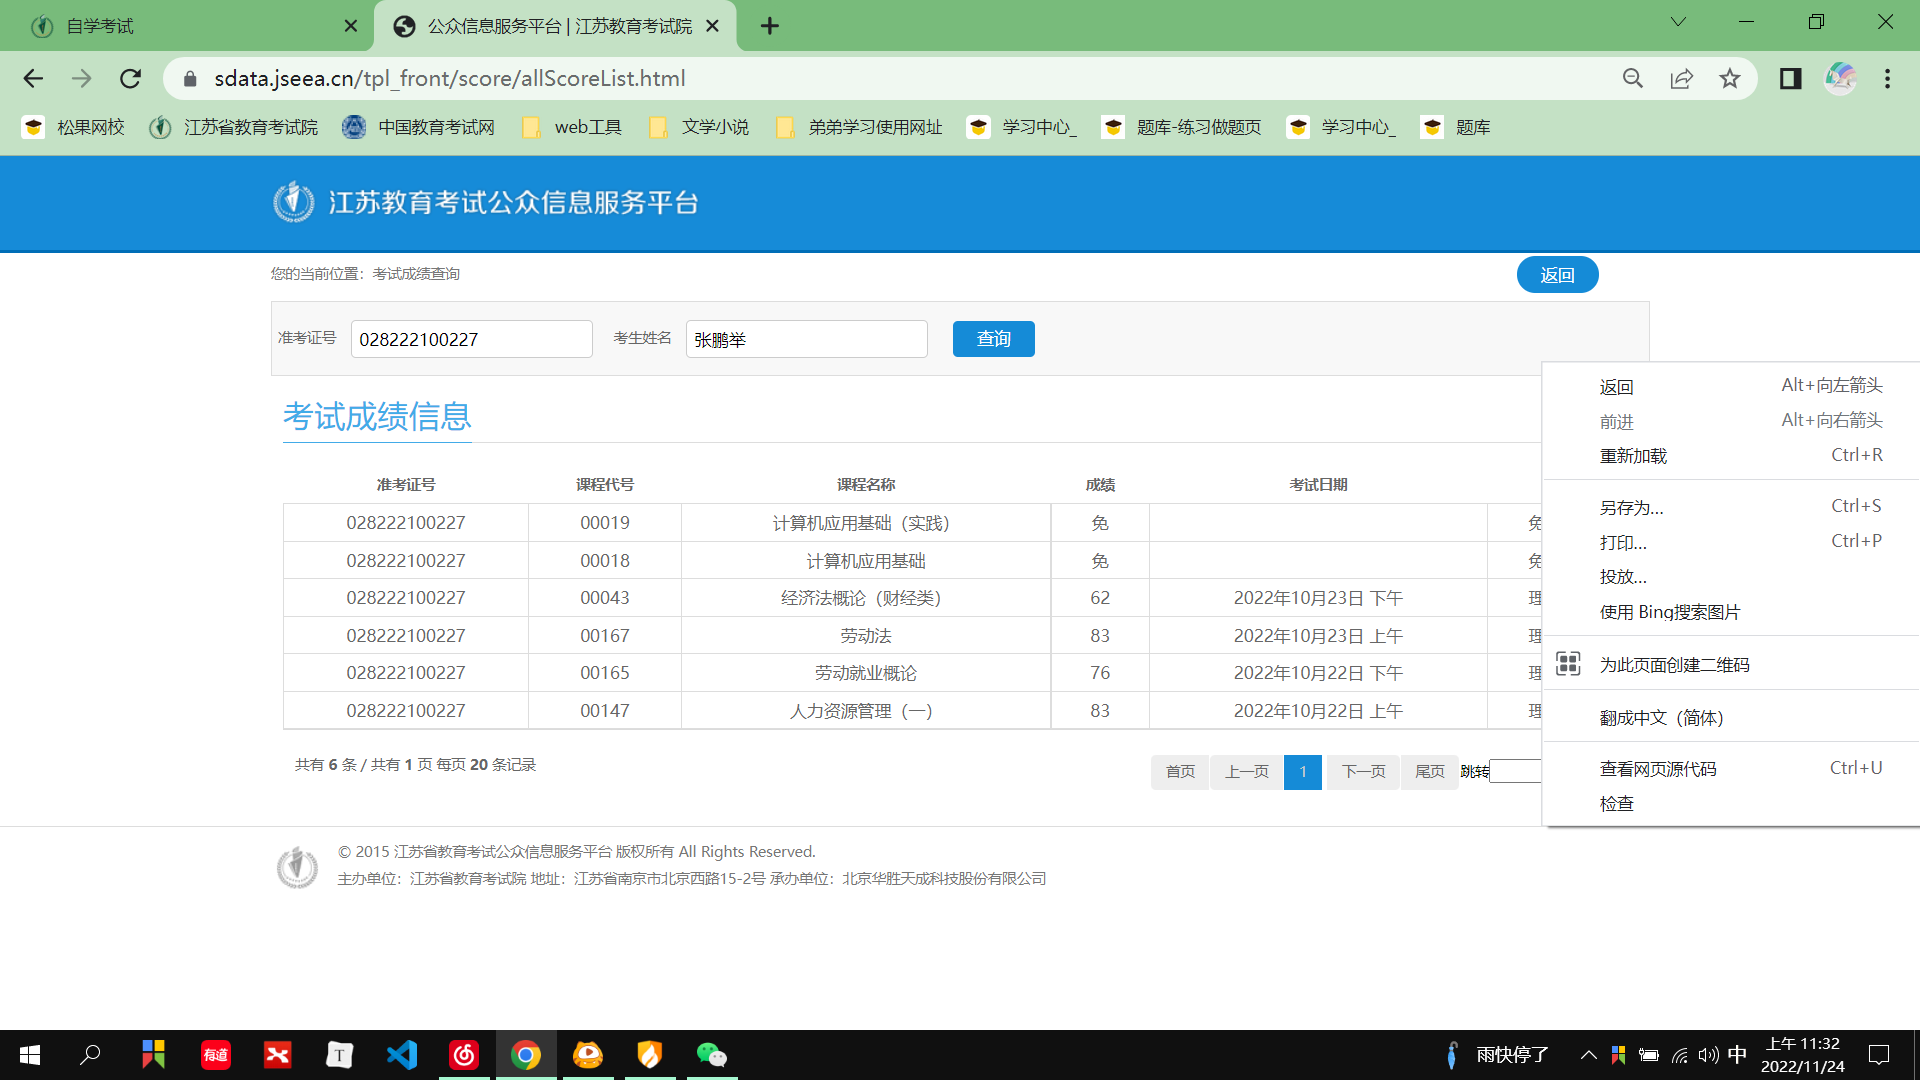 自学考试
公众信息服务平台 | 江苏教育考试院
sdata.jseea.cn/tpl_front/score/allScoreList.html
松果网校 江苏省教育考试院 中国教育考试网 web工具 文学小说 弟弟学习使用网址 学习中心_ 题库-练习做题页 学习中心_ 题库
江苏教育考试公众信息服务平台
您的当前位置：考试成绩查询 返回
准考证号 028222100227 考生姓名 张鹏举 查询
考试成绩信息
准考证号 课程代号 课程名称 成绩 考试日期
028222100227 00019 计算机应用基础（实践） 免 免
028222100227 00018 计算机应用基础 免 免
028222100227 00043 经济法概论（财经类） 62 2022年10月23日 下午 理
028222100227 00167 劳动法 83 2022年10月23日 上午 理
028222100227 00165 劳动就业概论 76 2022年10月22日 下午 理
028222100227 00147 人力资源管理（一） 83 2022年10月22日 上午 理
共有 6 条 / 共有 1 页 每页 20 条记录
首页 上一页 1 下一页 尾页 跳转
返回 Alt+向左箭头
前进 Alt+向右箭头
重新加载 Ctrl+R
另存为... Ctrl+S
打印... Ctrl+P
投放...
使用 Bing搜索图片
为此页面创建二维码
翻成中文（简体）
查看网页源代码 Ctrl+U
检查
© 2015 江苏省教育考试公众信息服务平台 版权所有 All Rights Reserved.
主办单位：江苏省教育考试院 地址：江苏省南京市北京西路15-2号 承办单位：北京华胜天成科技股份有限公司
有道
T
雨快停了
中
上午 11:32
2022/11/24